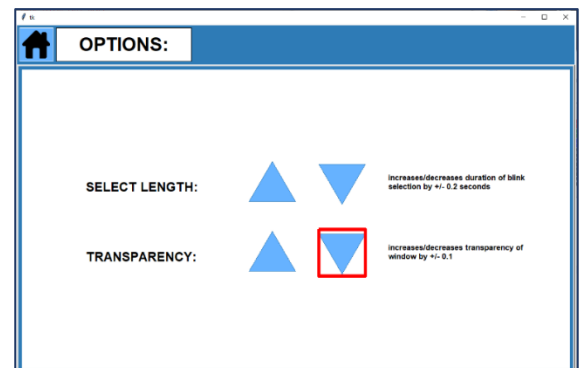 tk
OPTIONS:
SELECT LENGTH:
increases/decreases duration of blink
selection by +/- 0.2 seconds
TRANSPARENCY:
increases/decreases transparency of
window by +/- 0.1